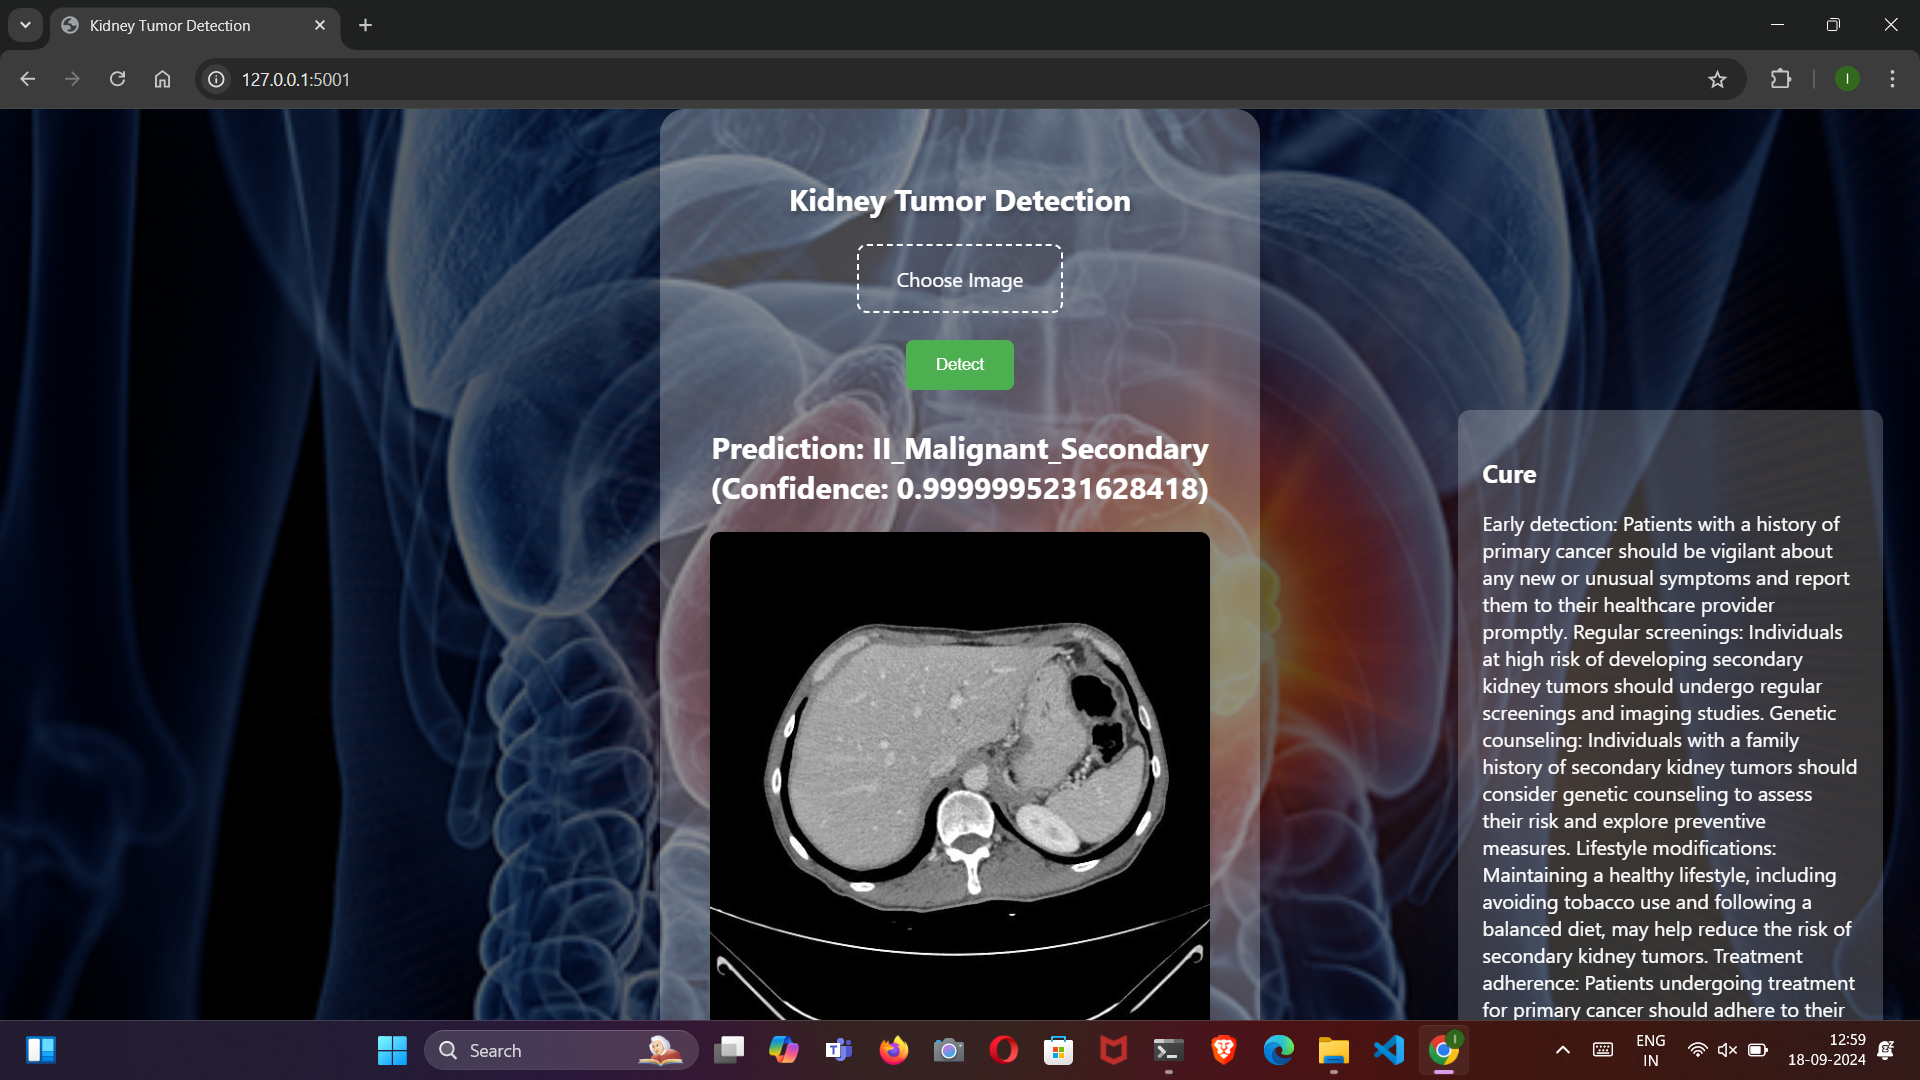 Kidney Tumor Detection
127.0.0.1:5001
I
Kidney Tumor Detection
Choose Image
Detect
Prediction: II_Malignant_Secondary
(Confidence: 0.9999995231628418)
Cure
Early detection: Patients with a history of
primary cancer should be vigilant about
any new or unusual symptoms and report
them to their healthcare provider
promptly. Regular screenings: Individuals
at high risk of developing secondary
kidney tumors should undergo regular
screenings and imaging studies. Genetic
counseling: Individuals with a family
history of secondary kidney tumors should
consider genetic counseling to assess
their risk and explore preventive
measures. Lifestyle modifications:
Maintaining a healthy lifestyle, including
avoiding tobacco use and following a
balanced diet, may help reduce the risk of
secondary kidney tumors. Treatment
adherence: Patients undergoing treatment
for primary cancer should adhere to their
Search
ENG
IN
12:59
18-09-2024